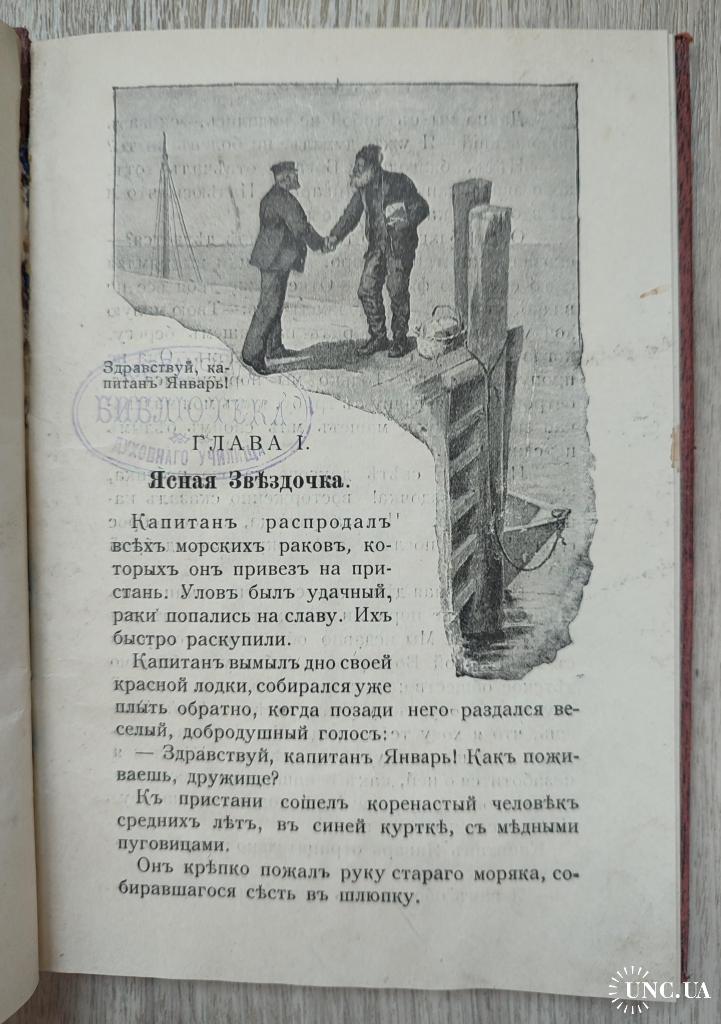 Здравствуй, ка-
питанъ Январь!
БИБЛІОТЕКА
ДУХОВНАГО УЧИЛИЩА
ГЛАВА I.
Ясная Звѣздочка.
Капитанъ распродалъ
всѣхъ морскихъ раковъ, ко-
торыхъ онъ привезъ на при-
стань. Уловъ былъ удачный,
раки попались на славу. Ихъ
быстро раскупили.
Капитанъ вымылъ дно своей
красной лодки, собирался уже
плыть обратно, когда позади него раздался ве-
селый, добродушный голосъ:
— Здравствуй, капитанъ Январь! Какъ пожи-
ваешь, дружище?
Къ пристани сошелъ коренастый человѣкъ
среднихъ лѣтъ, въ синей курткѣ, съ мѣдными
пуговицами.
Онъ крѣпко пожалъ руку стараго моряка, со-
биравшагося сѣсть въ шлюпку.
UNC.UA